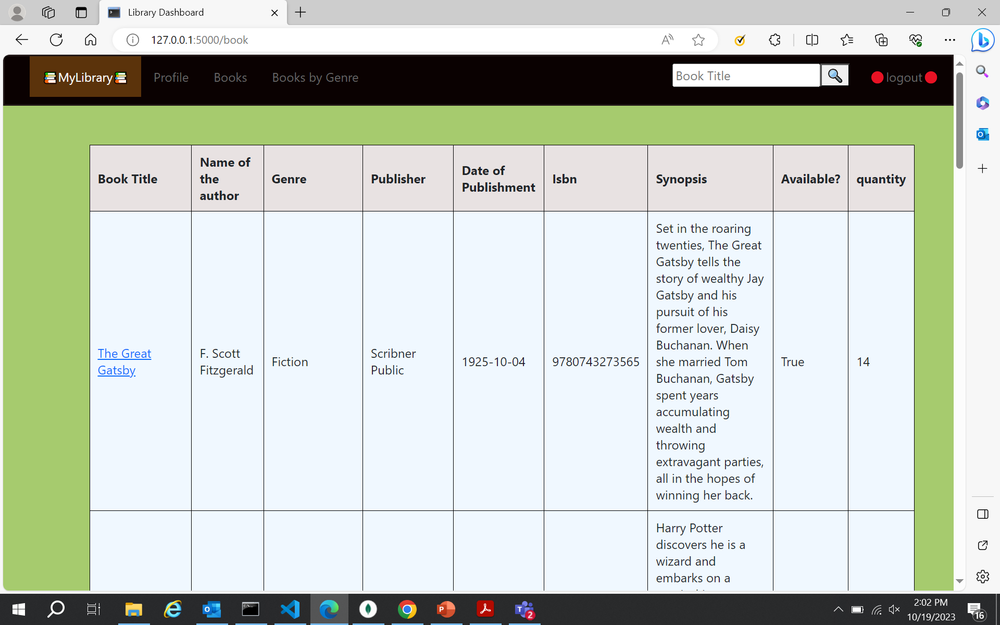 Library Dashboard
127.0.0.1:5000/book
MyLibrary
Profile
Books
Books by Genre
Book Title
logout
Book Title
Name of
the
author
Genre
Publisher
Date of
Publishment
Isbn
Synopsis
Available?
quantity
The Great
Gatsby
F. Scott
Fitzgerald
Fiction
Scribner
Public
1925-10-04
9780743273565
Set in the roaring
twenties, The Great
Gatsby tells the
story of wealthy Jay
Gatsby and his
pursuit of his
former lover, Daisy
Buchanan. When
she married Tom
Buchanan, Gatsby
spent years
accumulating
wealth and
throwing
extravagant parties,
all in the hopes of
winning her back.
True
14
Harry Potter
discovers he is a
wizard and
embarks on a
2:02 PM
10/19/2023
2
16